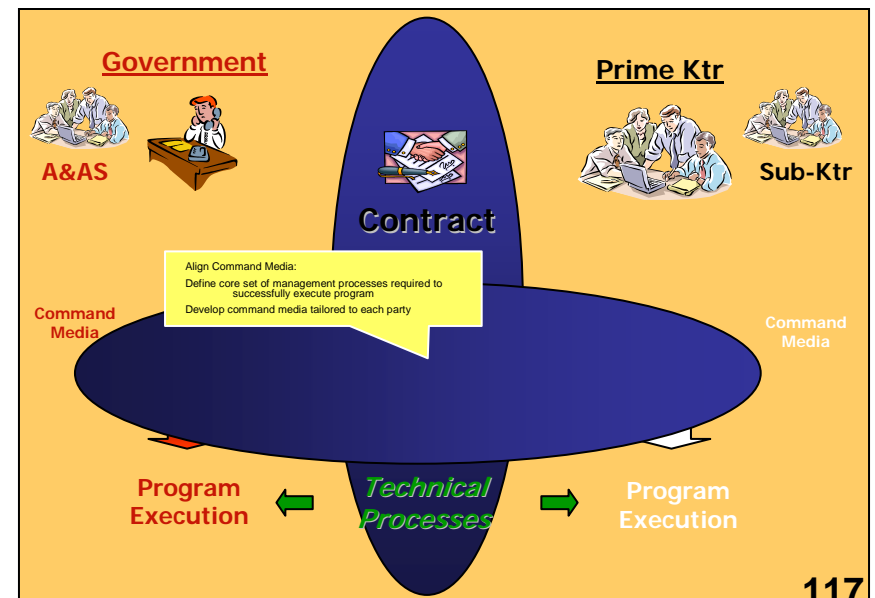 Government
Prime Ktr
A&AS
Sub-Ktr
Contract
Align Command Media:
Define core set of management processes required to
successfully execute program
Develop command media tailored to each party
Command
Media
Command
Media
Program
Execution
Technical
Processes
Program
Execution
117